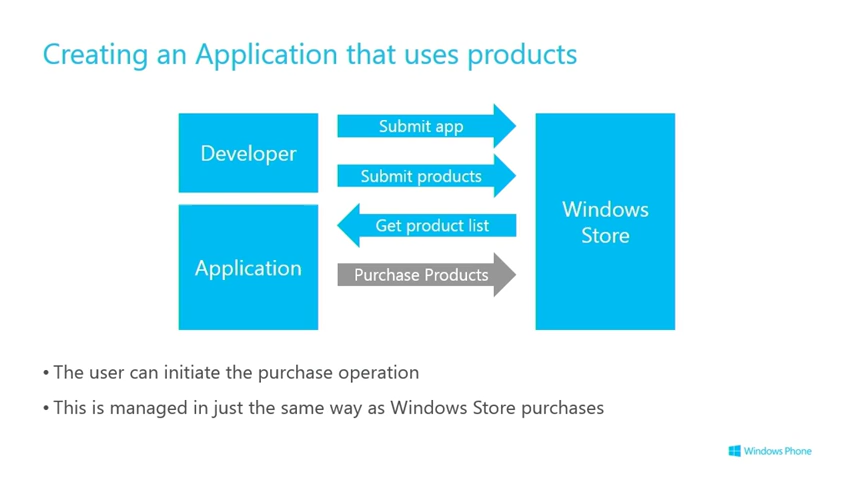 Creating an Application that uses products
Developer
Submit app
Submit products
Application
Get product list
Purchase Products
Windows
Store
• The user can initiate the purchase operation
• This is managed in just the same way as Windows Store purchases
Windows Phone